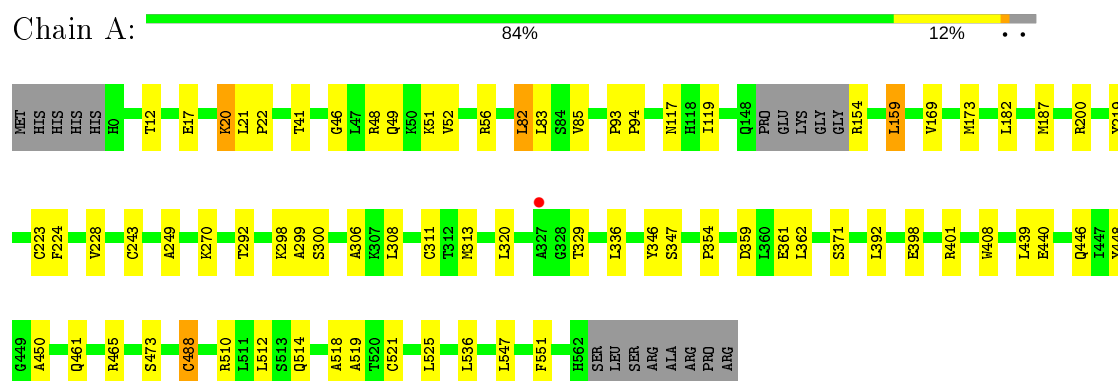 Chain A:
84% 12% • •
MET HIS HIS HIS HIS H0 T12 E17 K20 L21 P22 T41 G46 L47 R48 Q49 K50 K51 V52 R56 L82 L83 S84 V85 P93 P94 N117 H118 I119 Q148 PRO GLU LYS GLY GLY R154 L159 V169 M173 L182 M187 R200
C223 F224 V228 C243 A249 K270 T292 K298 A299 S300 A306 K307 L308 C311 T312 M313 L320 A327 G328 T329 L336 Y346 S347 P354 D359 L360 E361 L362 S371 L392 E398 R401 W408 L439 E440 Q446 I447 Y448
G449 A450 Q461 R465 S473 C488 R510 L511 L512 S513 Q514 A518 A519 T520 C521 L525 L536 L547 F551 H562 SER LEU SER ARG ALA ARG PRO ARG